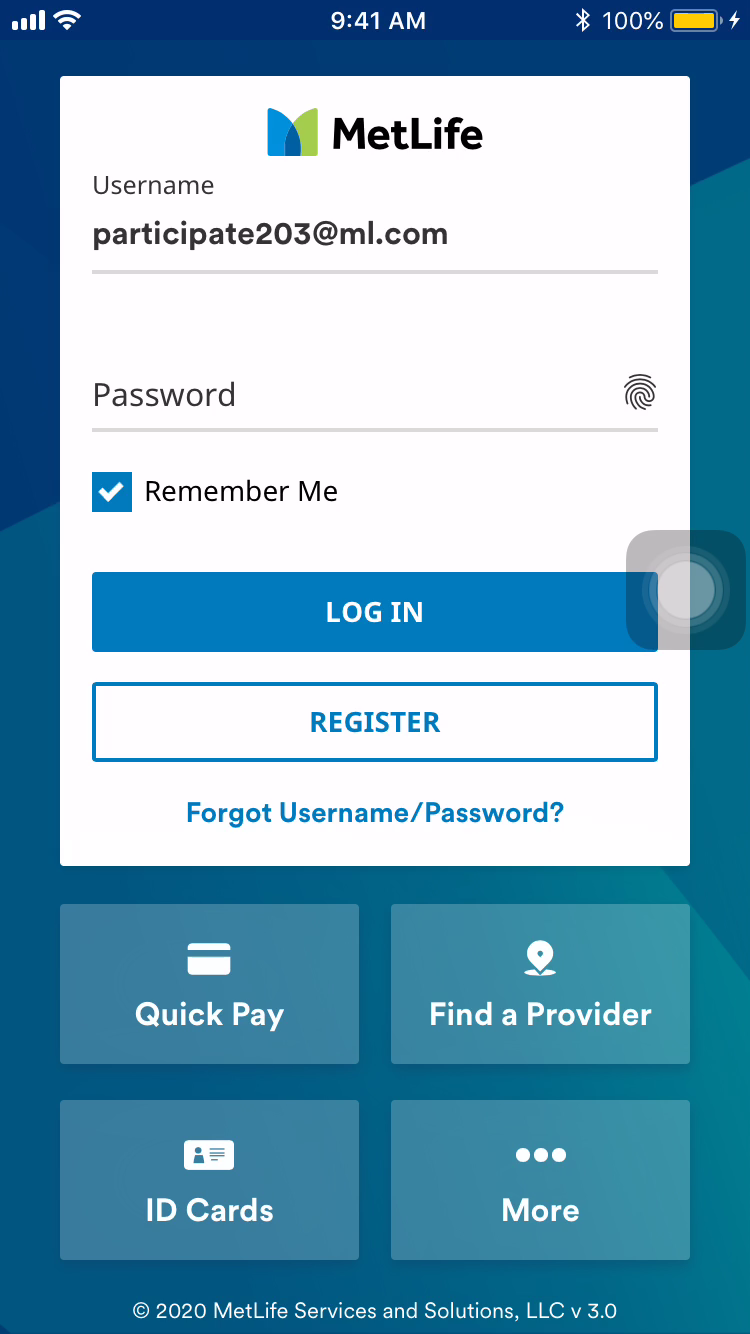 9:41 AM 100%
MetLife
Username
participate203@ml.com
Password
Remember Me
LOG IN
REGISTER
Forgot Username/Password?
Quick Pay
Find a Provider
ID Cards
More
© 2020 MetLife Services and Solutions, LLC v 3.0